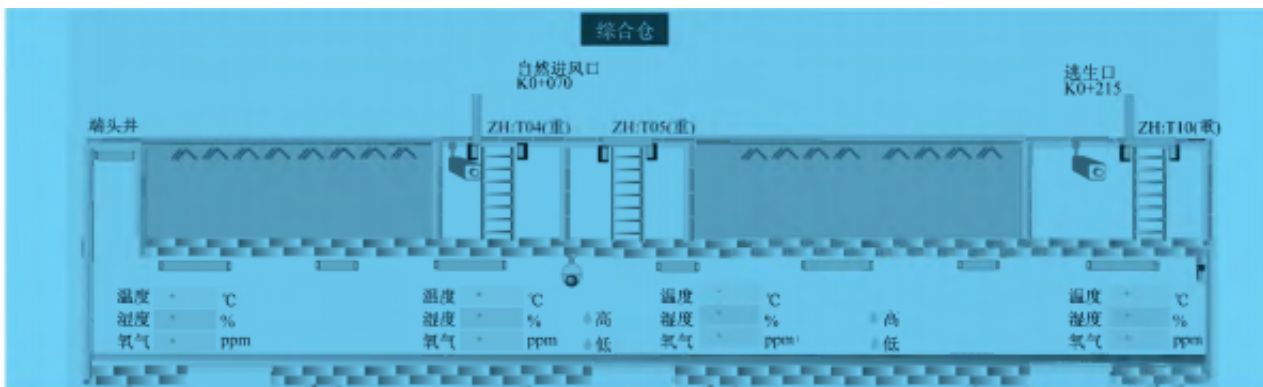 综合仓
自然进风口
K0+070
逃生口
K0+215
端头井
ZH:T04(重)
ZH:T05(重)
ZH:T10(重)
温度 ℃
湿度 %
氧气 ppm
温度 ℃
湿度 %
氧气 ppm
高
低
温度 ℃
湿度 %
氧气 ppm
高
低
温度 ℃
湿度 %
氧气 ppm